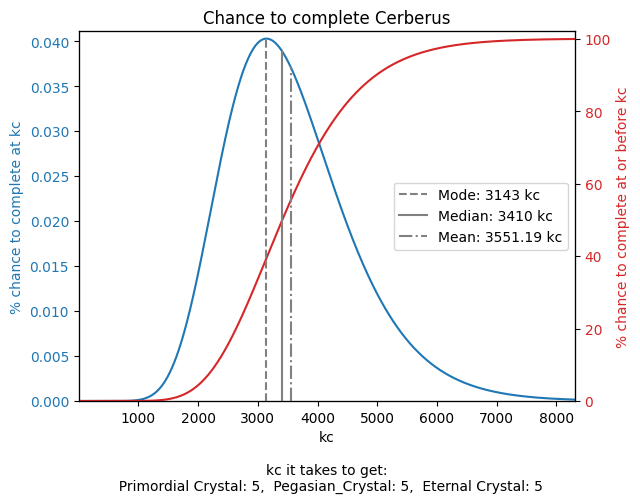 Chance to complete Cerberus
% chance to complete at kc
0.040
0.035
0.030
0.025
0.020
0.015
0.010
0.005
0.000
100
80
60
40
20
0
% chance to complete at or before kc
Mode: 3143 kc
Median: 3410 kc
Mean: 3551.19 kc
1000 2000 3000 4000 5000 6000 7000 8000
kc
kc it takes to get:
Primordial Crystal: 5,  Pegasian_Crystal: 5,  Eternal Crystal: 5